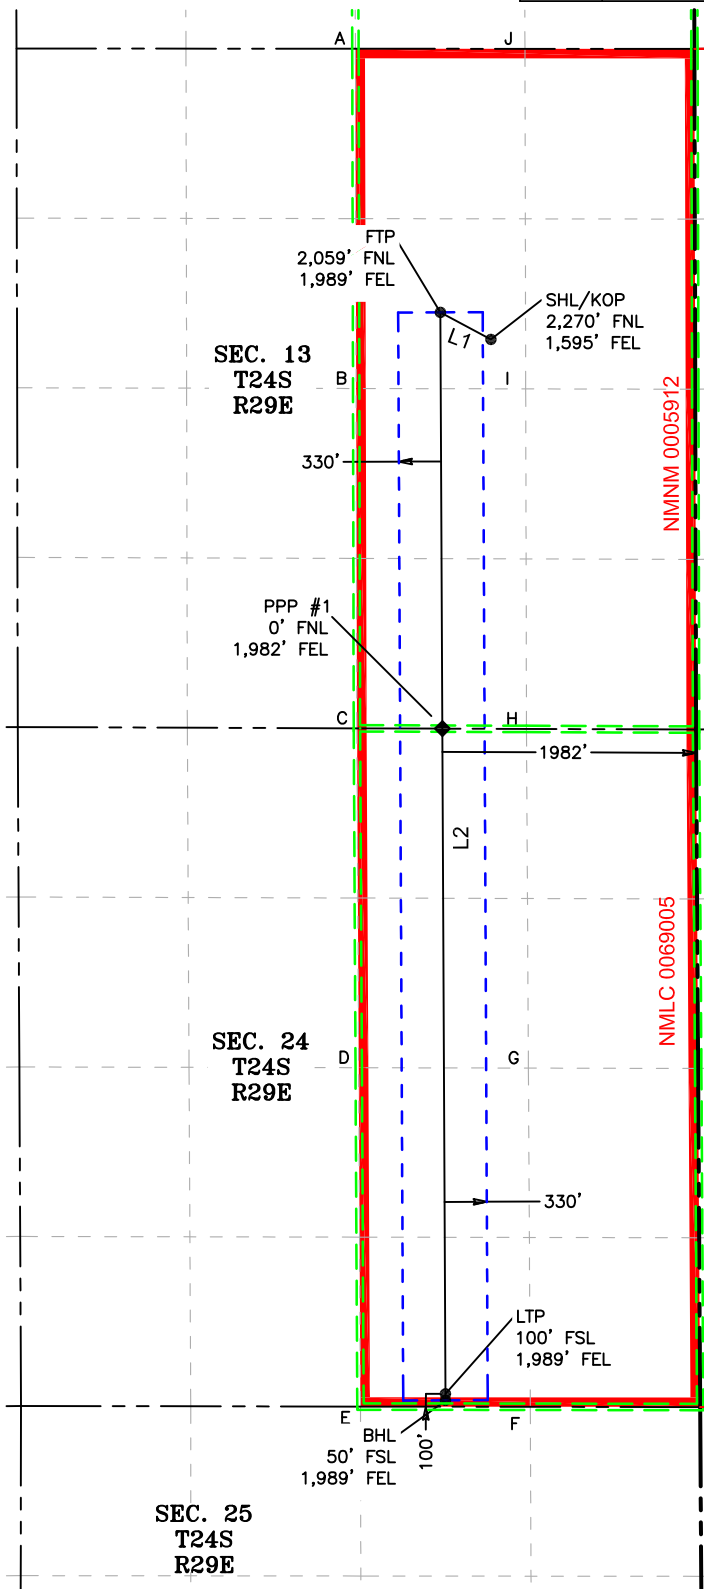 A
J
FTP
2,059' FNL
1,989' FEL
SHL/KOP
2,270' FNL
1,595' FEL
L1
SEC. 13
T24S
R29E
B
I
NMNM 0005912
330'
PPP #1
0' FNL
1,982' FEL
C
H
1982'
L2
NMLC 0069005
SEC. 24
T24S
R29E
D
G
330'
LTP
100' FSL
1,989' FEL
E
F
BHL
50' FSL
1,989' FEL
100'
SEC. 25
T24S
R29E